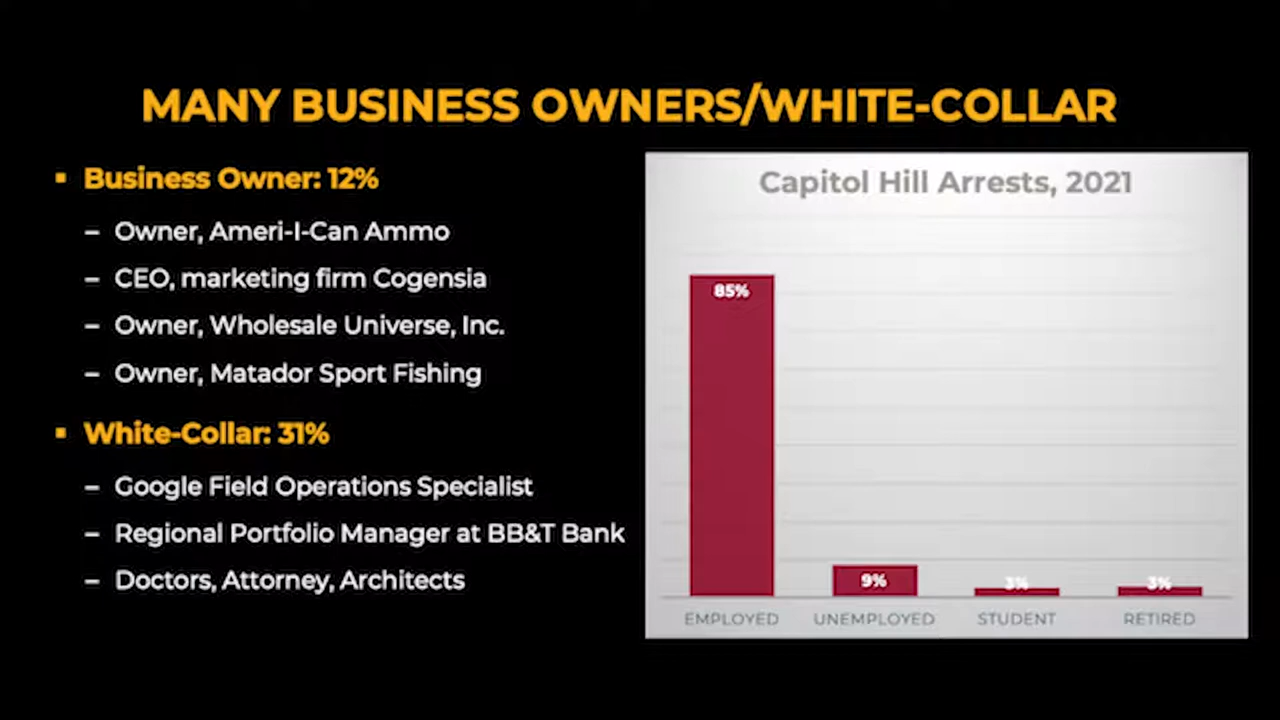 MANY BUSINESS OWNERS/WHITE-COLLAR
Business Owner: 12%
– Owner, Ameri-I-Can Ammo
– CEO, marketing firm Cogensia
– Owner, Wholesale Universe, Inc.
– Owner, Matador Sport Fishing
White-Collar: 31%
– Google Field Operations Specialist
– Regional Portfolio Manager at BB&T Bank
– Doctors, Attorney, Architects
Capitol Hill Arrests, 2021
85%
9%
3%
3%
EMPLOYED
UNEMPLOYED
STUDENT
RETIRED